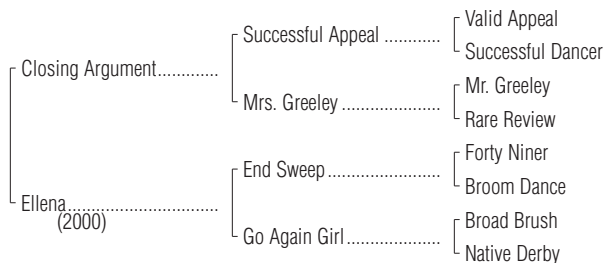 Valid Appeal
Successful Appeal ............
Successful Dancer
Closing Argument.............
Mr. Greeley
Mrs. Greeley .....................
Rare Review
Forty Niner
End Sweep........................
Broom Dance
Ellena................................
(2000)
Broad Brush
Go Again Girl....................
Native Derby